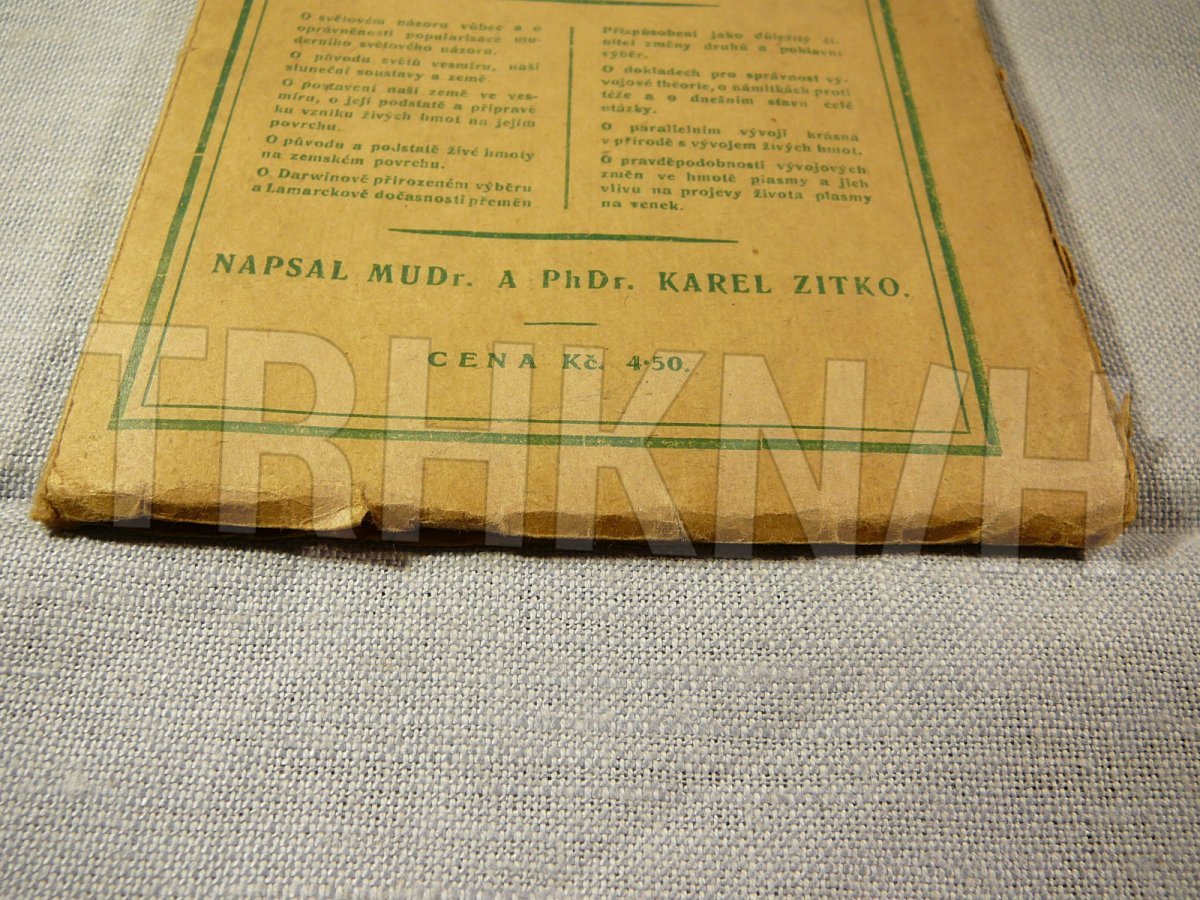 O světovém názoru vůbec a o
oprávněnosti popularisace mo-
derního světového názoru.
O původu světů vesmíru, naší
sluneční soustavy a země.
O postavení naší země ve ves-
míru, o její podstatě a přípravě
ku vzniku živých hmot na jejím
povrchu.
O původu a podstatě živé hmoty
na zemském povrchu.
O Darwinově přirozeném výběru
a Lamarckově dočasnosti přeměn
Přizpůsobení jako důležitý či-
nitel změny druhů a pohlavní
výběr.
O dokladech pro správnost vý-
vojové theorie, o námitkách proti
téže a o dnešním stavu celé
otázky.
O parallelním vývoji krásna
v přírodě s vývojem živých hmot.
O pravděpodobnosti vývojových
změn ve hmotě plasmy a jich
vlivu na projevy života plasmy
na venek.
NAPSAL MUDr. A PhDr. KAREL ZITKO.
CENA Kč. 4·50.
TRHKNIH